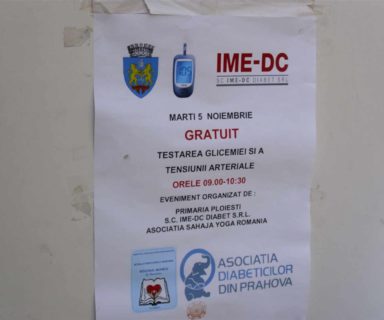 IME-DC
SC IME-DC DIABET SRL
MARTI 5 NOIEMBRIE
GRATUIT
TESTAREA GLICEMIEI SI A
TENSIUNII ARTERIALE
ORELE 09.00-10:30
EVENIMENT ORGANIZAT DE :
PRIMARIA PLOIESTI
S.C. IME-DC DIABET S.R.L.
ASOCIATIA SAHAJA YOGA ROMANIA
ASOCIATIA
DIABETICILOR
DIN PRAHOVA